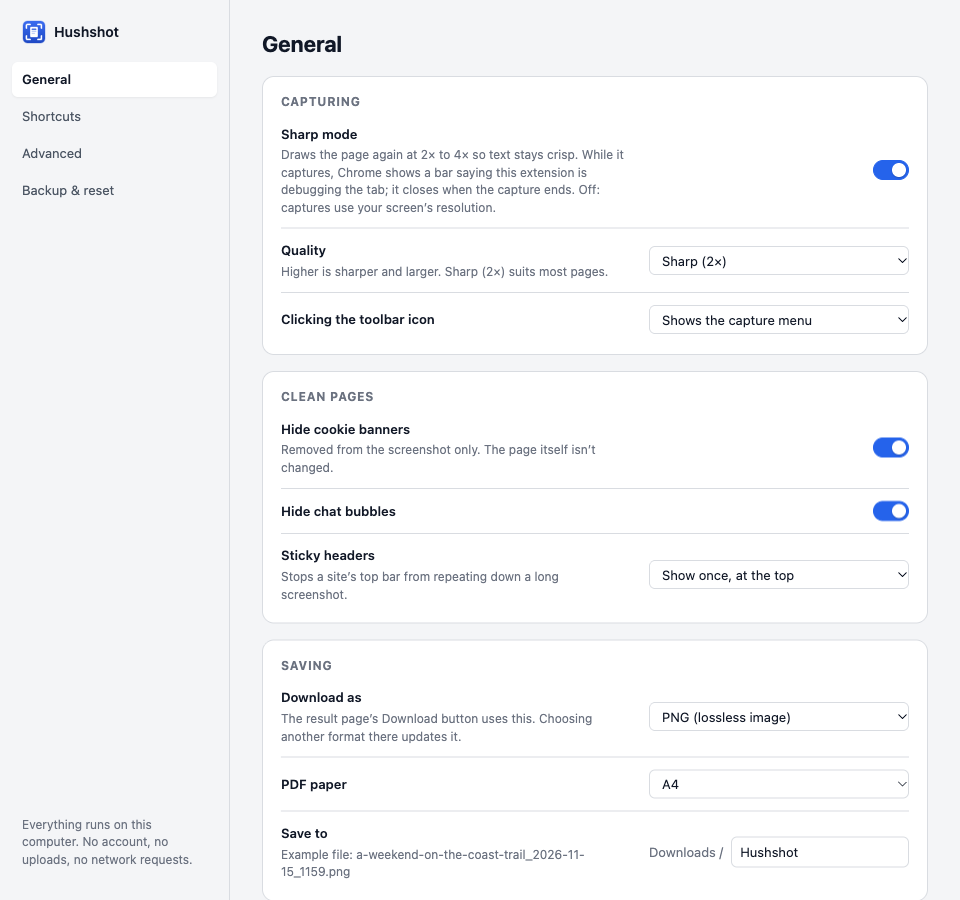 Hushshot
General
Shortcuts
Advanced
Backup & reset
Everything runs on this
computer. No account, no
uploads, no network requests.
General
CAPTURING
Sharp mode
Draws the page again at 2× to 4× so text stays crisp. While it
captures, Chrome shows a bar saying this extension is
debugging the tab; it closes when the capture ends. Off:
captures use your screen’s resolution.
Quality
Higher is sharper and larger. Sharp (2×) suits most pages.
Sharp (2×)
Clicking the toolbar icon
Shows the capture menu
CLEAN PAGES
Hide cookie banners
Removed from the screenshot only. The page itself isn’t
changed.
Hide chat bubbles
Sticky headers
Stops a site’s top bar from repeating down a long
screenshot.
Show once, at the top
SAVING
Download as
The result page’s Download button uses this. Choosing
another format there updates it.
PNG (lossless image)
PDF paper
A4
Save to
Example file: a-weekend-on-the-coast-trail_2026-11-
15_1159.png
Downloads / Hushshot